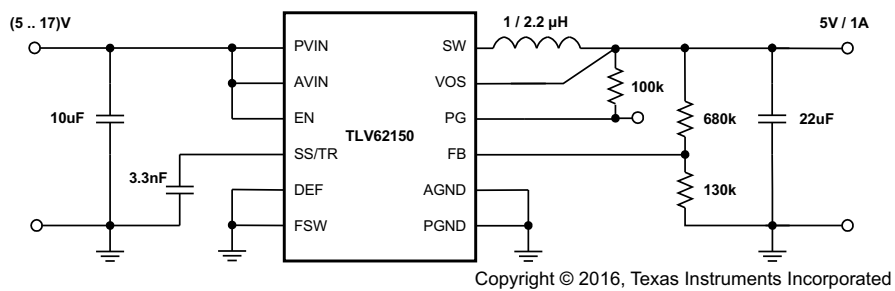 (5 .. 17)V
1 / 2.2 µH
5V / 1A
PVIN
SW
AVIN
VOS
100k
10uF
EN
PG
680k
22uF
TLV62150
SS/TR
FB
3.3nF
DEF
AGND
130k
FSW
PGND
Copyright © 2016, Texas Instruments Incorporated